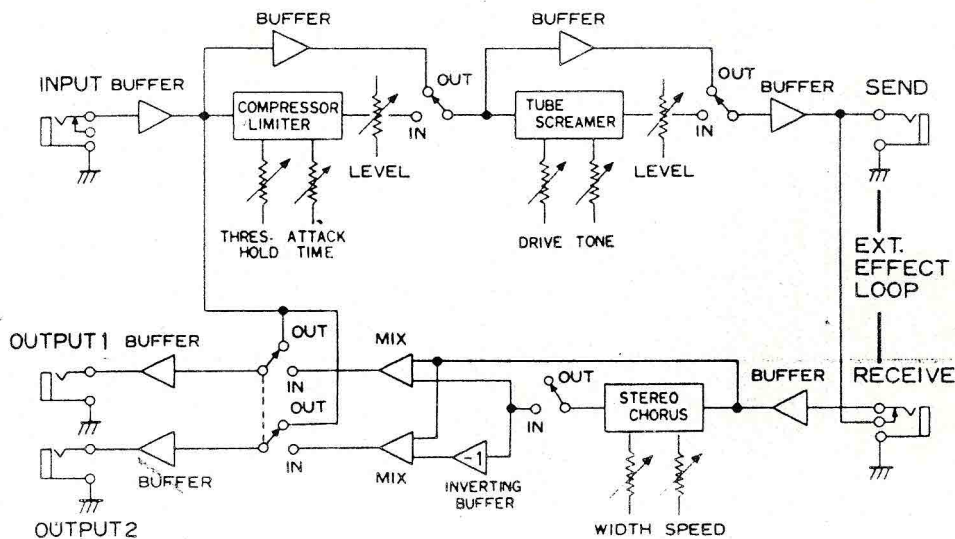 BUFFER
BUFFER
INPUT
BUFFER
OUT
OUT
BUFFER
SEND
COMPRESSOR
LIMITER
IN
TUBE
SCREAMER
IN
LEVEL
LEVEL
THRES-
HOLD
ATTACK
TIME
DRIVE
TONE
EXT.
EFFECT
LOOP
OUTPUT1
BUFFER
OUT
MIX
OUT
BUFFER
RECEIVE
IN
STEREO
CHORUS
OUT
IN
IN
-1
BUFFER
MIX
INVERTING
BUFFER
OUTPUT2
WIDTH
SPEED